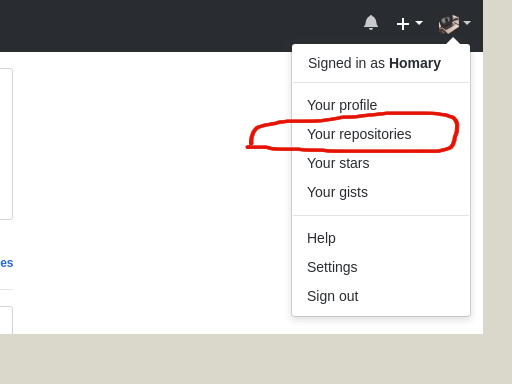 Signed in as Homary
Your profile
Your repositories
Your stars
Your gists
es
Help
Settings
Sign out